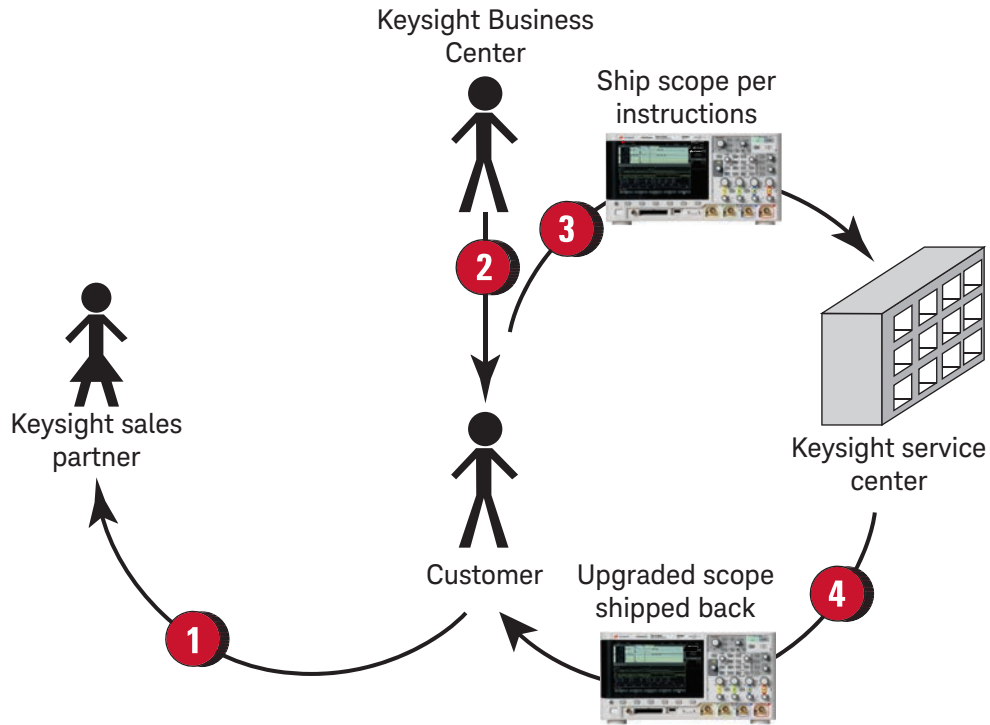 Keysight Business
Center
Ship scope per
instructions
3
2
Keysight sales
partner
Keysight service
center
Customer
Upgraded scope
shipped back
4
1